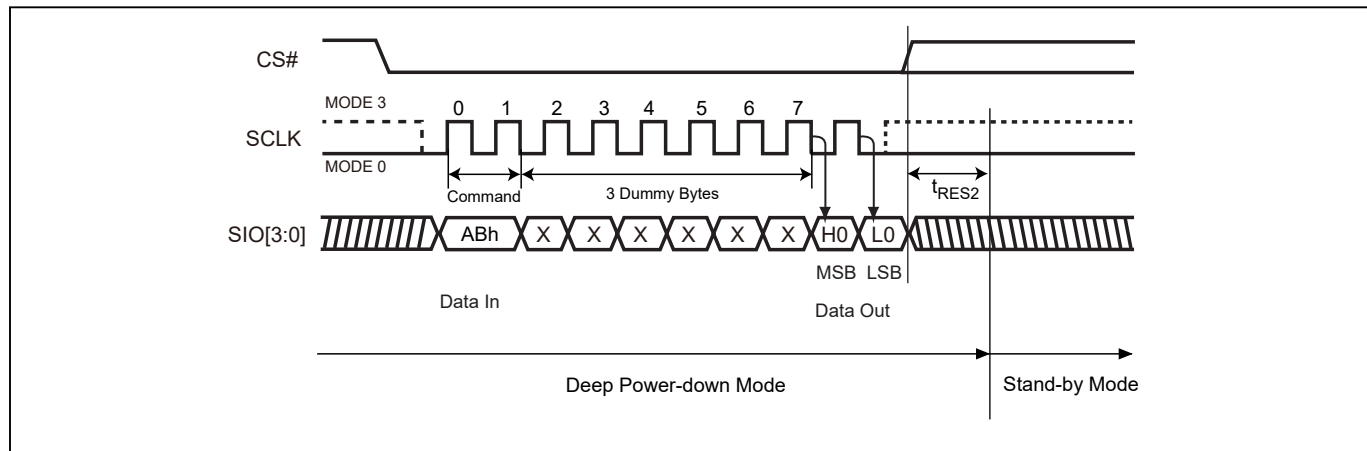 CS#
MODE 3
0 1 2 3 4 5 6 7
SCLK
MODE 0
Command
3 Dummy Bytes
tRES2
SIO[3:0]
ABh X X X X X X H0 L0
MSB LSB
Data In
Data Out
Deep Power-down Mode
Stand-by Mode